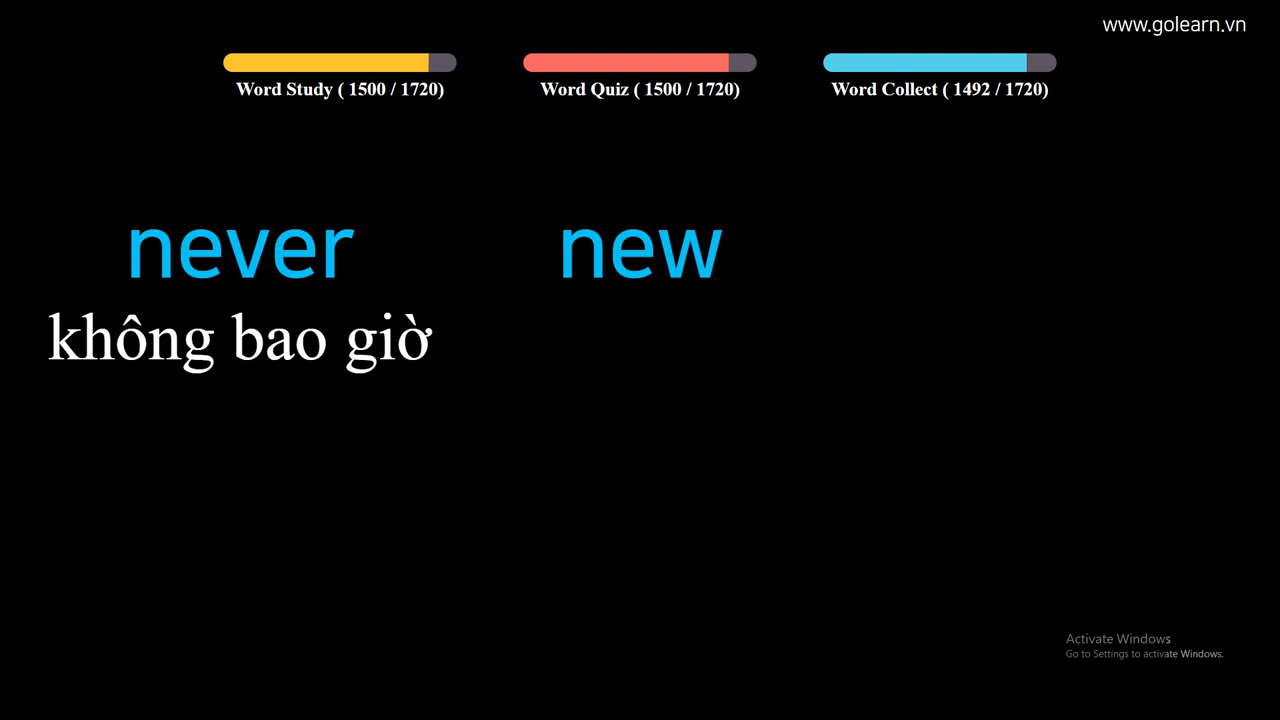 www.golearn.vn
Word Study ( 1500 / 1720)
Word Quiz ( 1500 / 1720)
Word Collect ( 1492 / 1720)
never
new
không bao giờ
Activate Windows
Go to Settings to activate Windows.